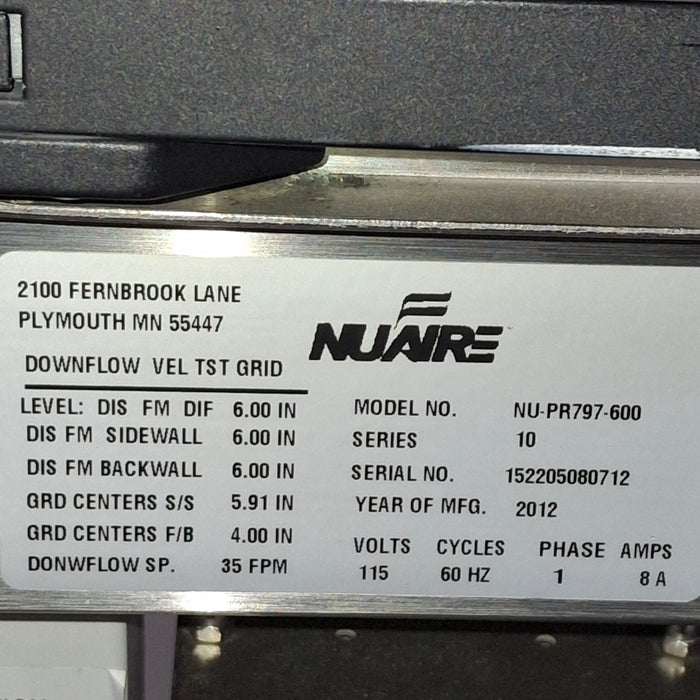 2100 FERNBROOK LANE
PLYMOUTH MN 55447
NUAIRE
DOWNFLOW VEL TST GRID
LEVEL: DIS FM DIF 6.00 IN
DIS FM SIDEWALL 6.00 IN
DIS FM BACKWALL 6.00 IN
GRD CENTERS S/S 5.91 IN
GRD CENTERS F/B 4.00 IN
DONWFLOW SP. 35 FPM
MODEL NO. NU-PR797-600
SERIES 10
SERIAL NO. 152205080712
YEAR OF MFG. 2012
VOLTS CYCLES PHASE AMPS
115 60 HZ 1 8 A